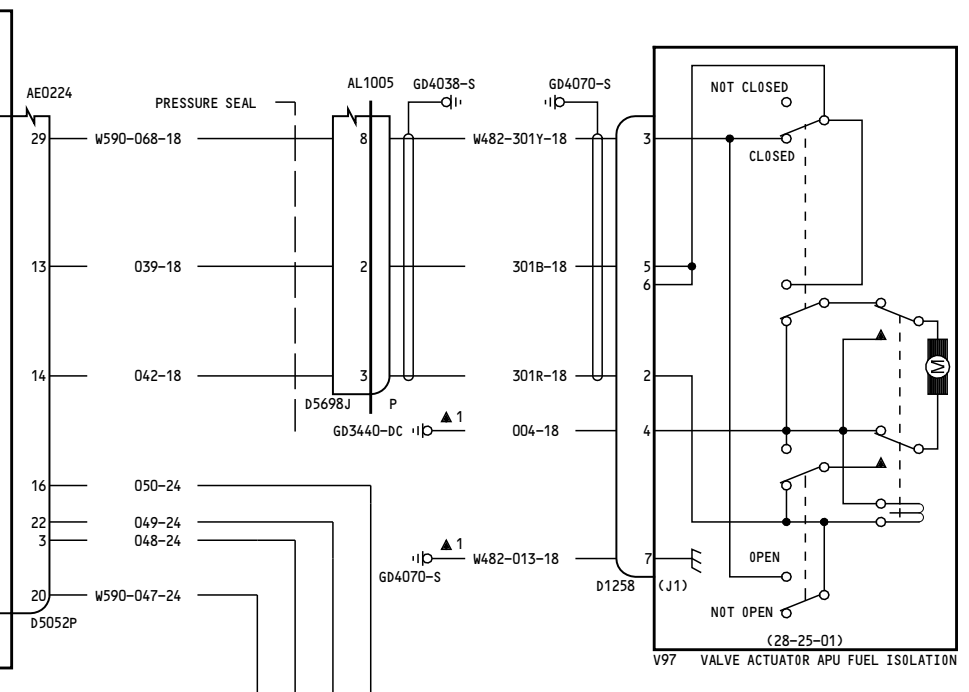 AE0224
PRESSURE SEAL
AL1005
GD4038-S
GD4070-S
NOT CLOSED
29 W590-068-18
8
W482-301Y-18
3
CLOSED
13 039-18
2
301B-18
5
6
14 042-18
3
301R-18
2
M
D5698J
P
1
GD3440-DC
004-18
4
16 050-24
22 049-24
3 048-24
1
GD4070-S
W482-013-18
7
OPEN
D1258
(J1)
20 W590-047-24
NOT OPEN
D5052P
(28-25-01)
V97 VALVE ACTUATOR APU FUEL ISOLATION